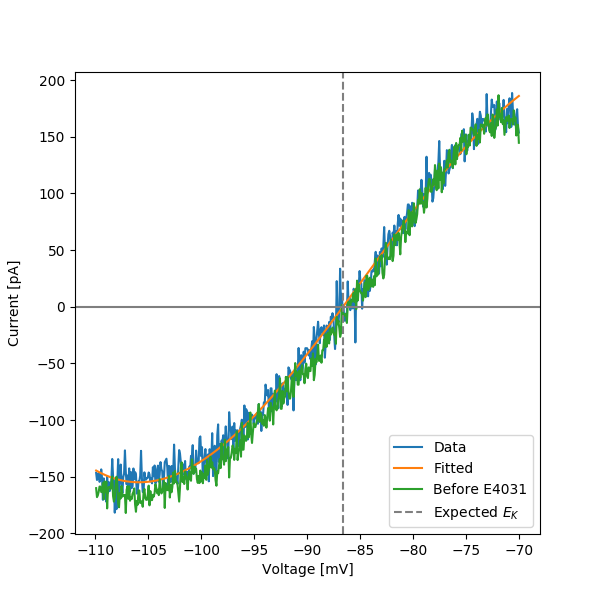 200
150
100
50
0
−50
−100
−150
−200
Current [pA]
Data
Fitted
Before E4031
Expected E_K
−110 −105 −100 −95 −90 −85 −80 −75 −70
Voltage [mV]